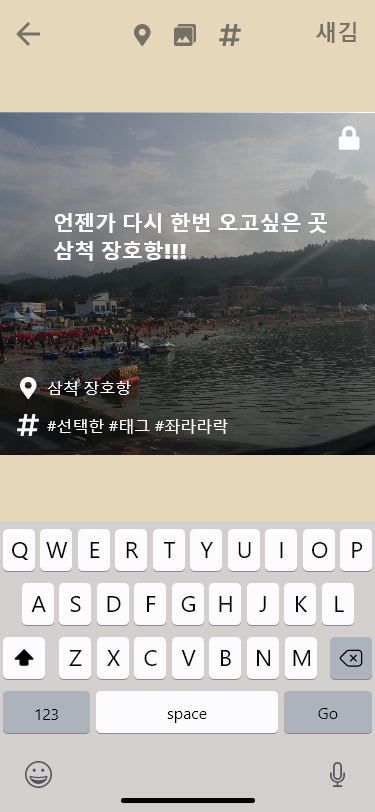 새김
언젠가 다시 한번 오고싶은 곳
삼척 장호항!!!
삼척 장호항
#선택한 #태그 #좌라라락
Q W E R T Y U I O P
A S D F G H J K L
Z X C V B N M
123 space Go